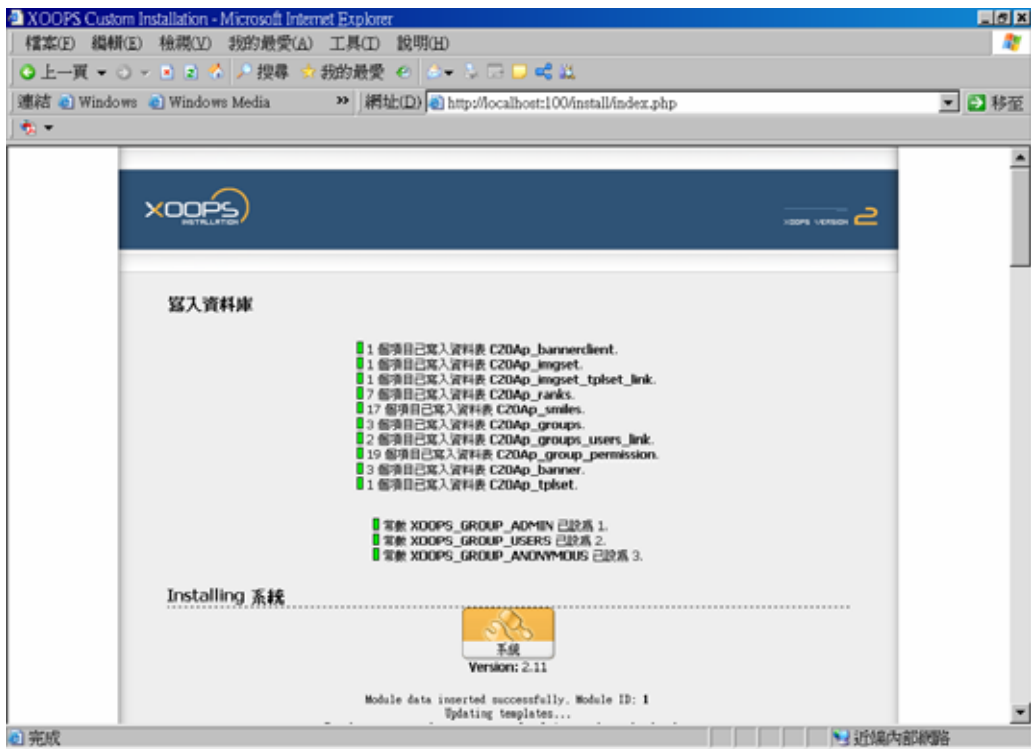 XOOPS Custom Installation - Microsoft Internet Explorer
檔案(F) 編輯(E) 檢視(V) 我的最愛(A) 工具(T) 說明(H)
上一頁 搜尋 我的最愛
連結 Windows Windows Media » 網址(D) http://localhost:100/install/index.php 移至
XOOPS
INSTALLATION
XOOPS VERSION 2
寫入資料庫
1 個項目已寫入資料表 C20Ap_bannerclient.
1 個項目已寫入資料表 C20Ap_imgset.
1 個項目已寫入資料表 C20Ap_imgset_tplset_link.
7 個項目已寫入資料表 C20Ap_ranks.
17 個項目已寫入資料表 C20Ap_smiles.
3 個項目已寫入資料表 C20Ap_groups.
2 個項目已寫入資料表 C20Ap_groups_users_link.
19 個項目已寫入資料表 C20Ap_group_permission.
3 個項目已寫入資料表 C20Ap_banner.
1 個項目已寫入資料表 C20Ap_tplset.
常數 XOOPS_GROUP_ADMIN 已設為 1.
常數 XOOPS_GROUP_USERS 已設為 2.
常數 XOOPS_GROUP_ANONYMOUS 已設為 3.
Installing 系統
系統
Version: 2.11
Module data inserted successfully. Module ID: 1
Updating templates...
完成 近端內部網路